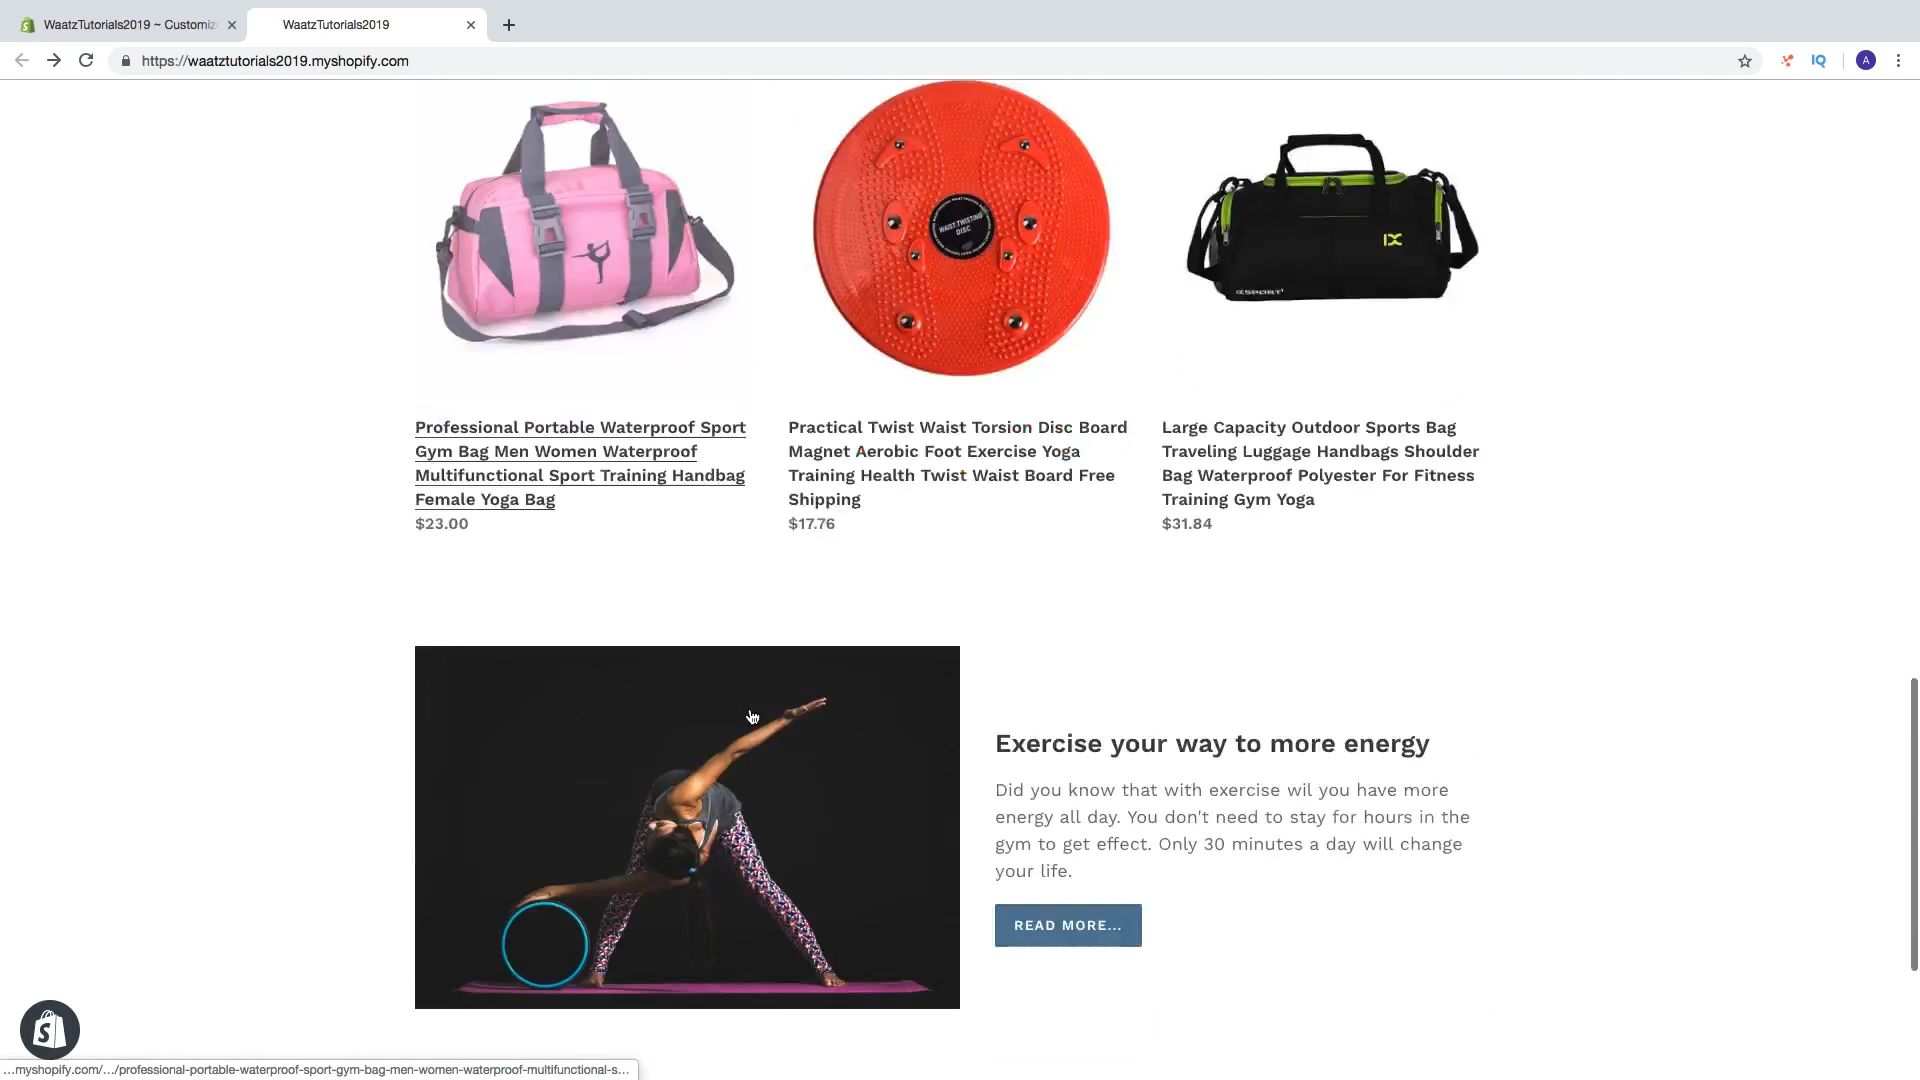 WaatzTutorials2019 ~ Customiz
WaatzTutorials2019
https://waatztutorials2019.myshopify.com
IQ
A
WAIST-TWISTING
DISC
IX
Professional Portable Waterproof Sport
Gym Bag Men Women Waterproof
Multifunctional Sport Training Handbag
Female Yoga Bag
$23.00
Practical Twist Waist Torsion Disc Board
Magnet Aerobic Foot Exercise Yoga
Training Health Twist Waist Board Free
Shipping
$17.76
Large Capacity Outdoor Sports Bag
Traveling Luggage Handbags Shoulder
Bag Waterproof Polyester For Fitness
Training Gym Yoga
$31.84
Exercise your way to more energy
Did you know that with exercise wil you have more
energy all day. You don't need to stay for hours in the
gym to get effect. Only 30 minutes a day will change
your life.
READ MORE...
...myshopify.com/.../professional-portable-waterproof-sport-gym-bag-men-women-waterproof-multifunctional-s...